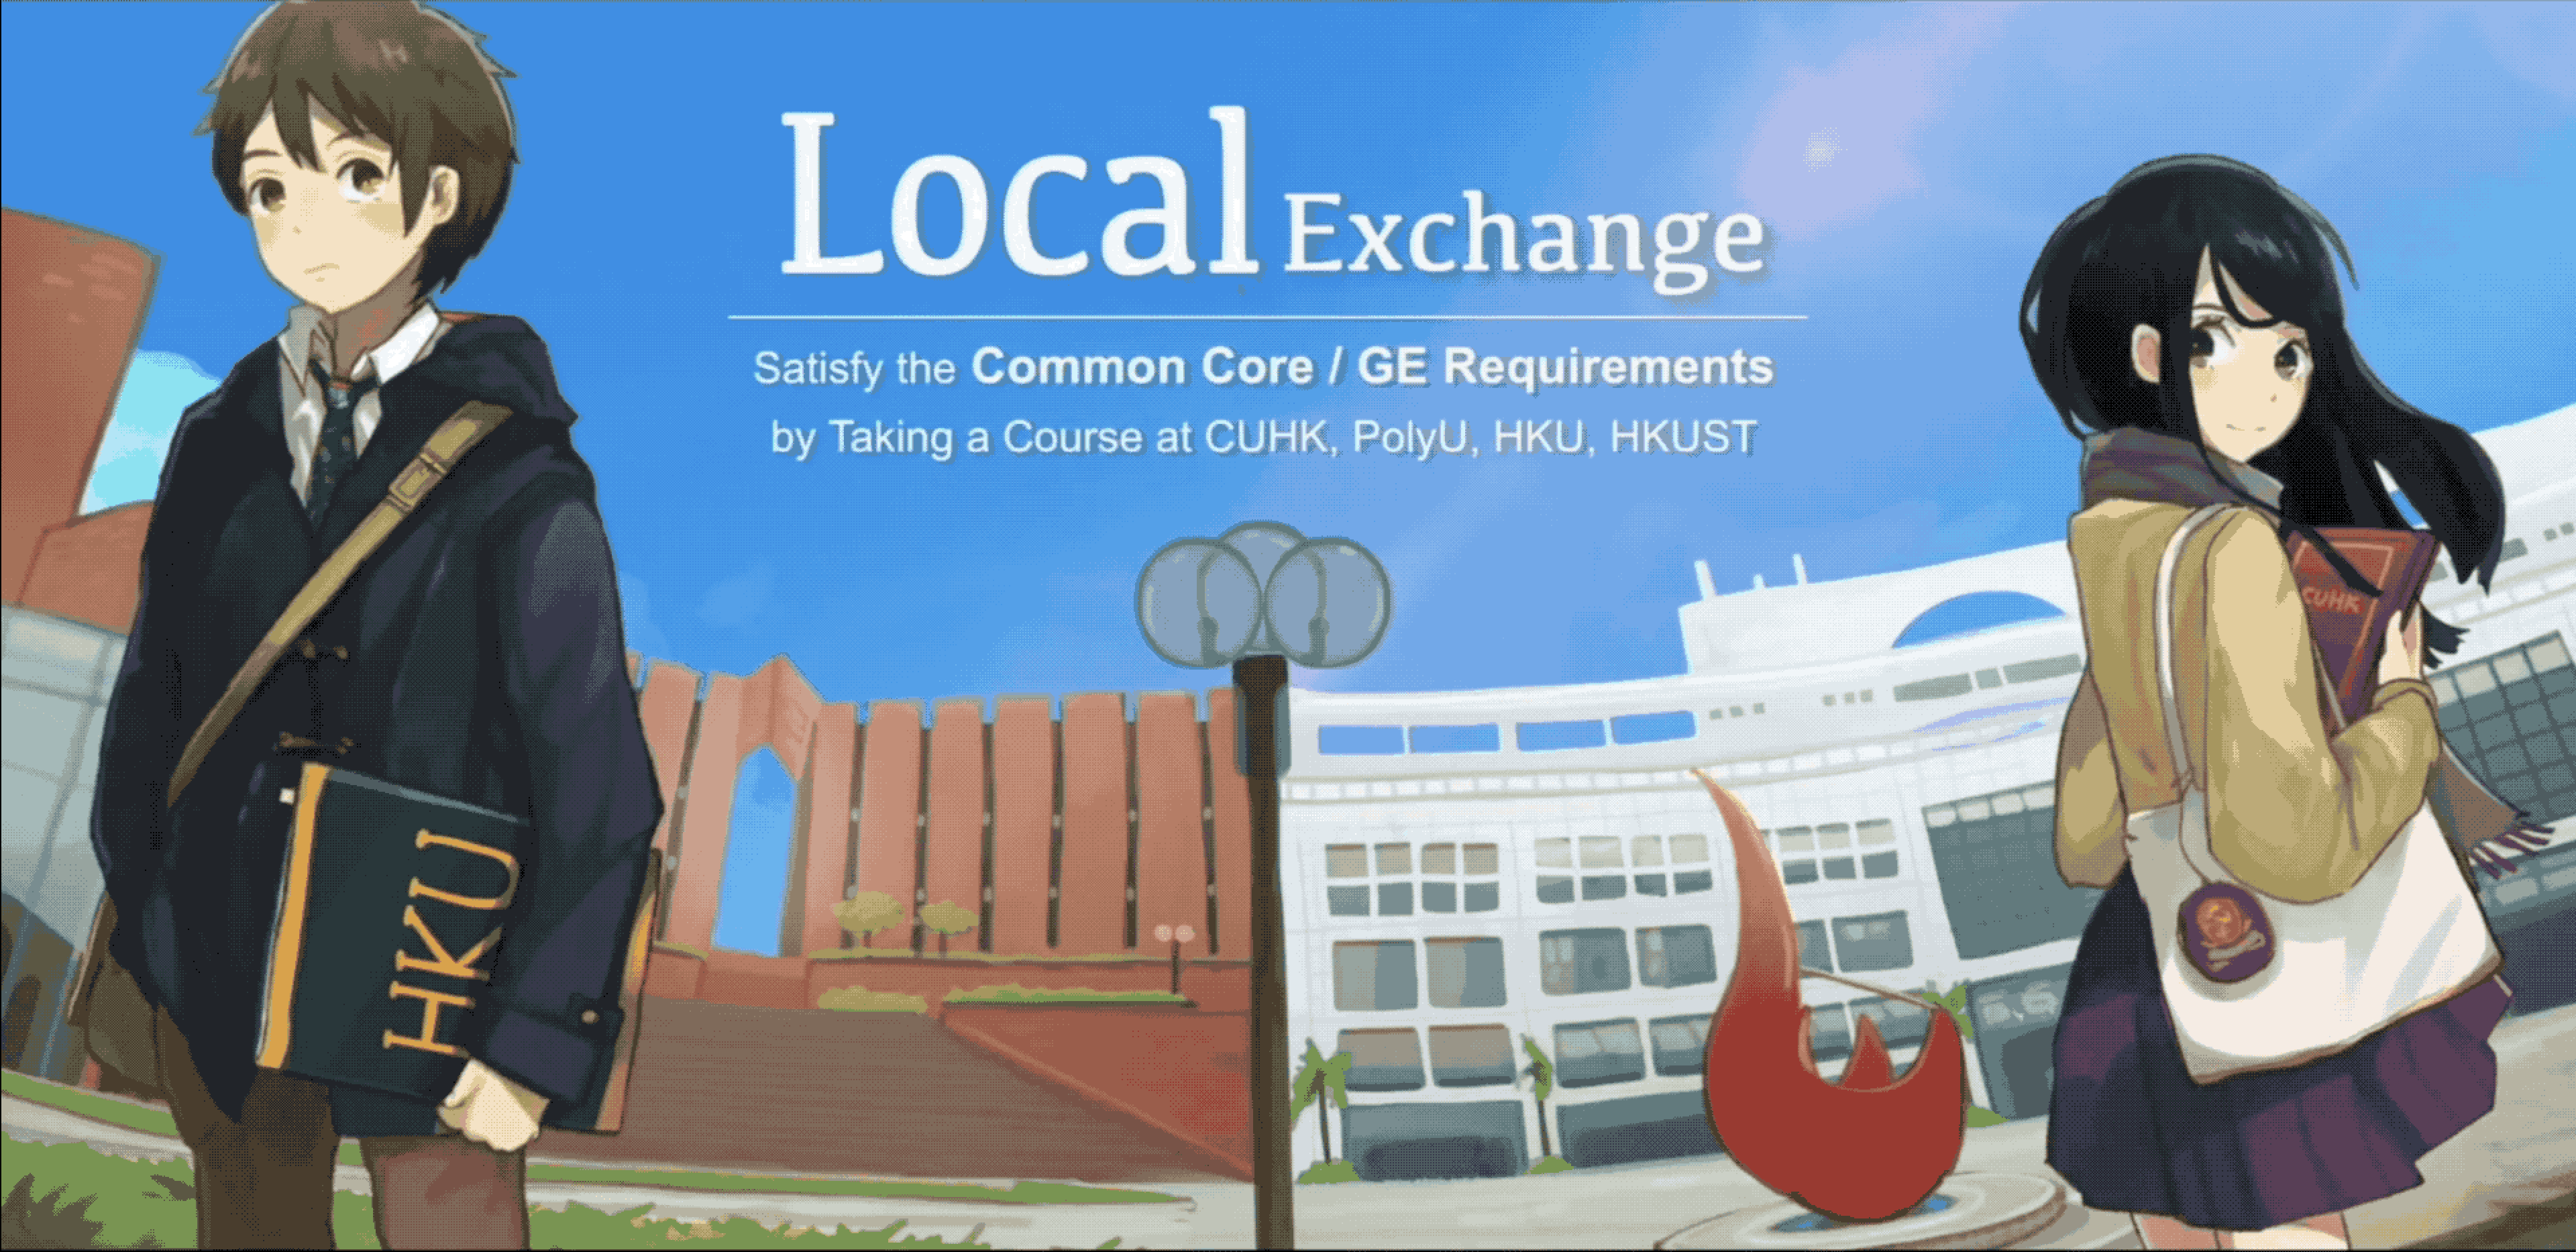 Local Exchange
Satisfy the Common Core / GE Requirements
by Taking a Course at CUHK, PolyU, HKU, HKUST
CUHK
HKU